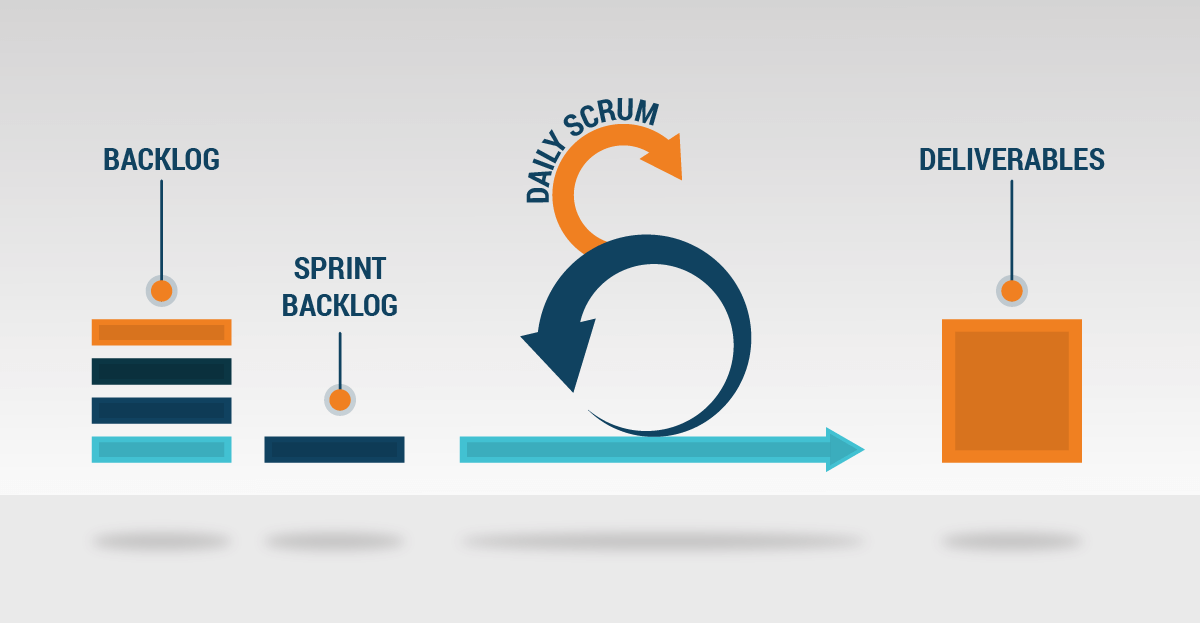 BACKLOG
SPRINT
BACKLOG
DAILY SCRUM
DELIVERABLES